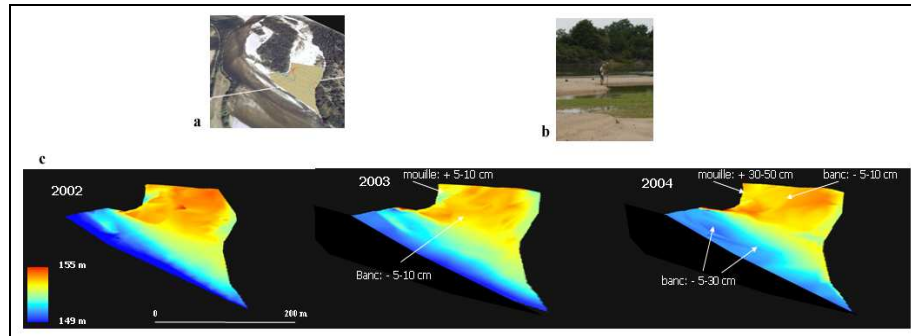 a
b
c
2002
2003
2004
mouille: + 5-10 cm
Banc: - 5-10 cm
mouille: + 30-50 cm
banc: - 5-10 cm
banc: - 5-30 cm
155 m
149 m
0
200 m